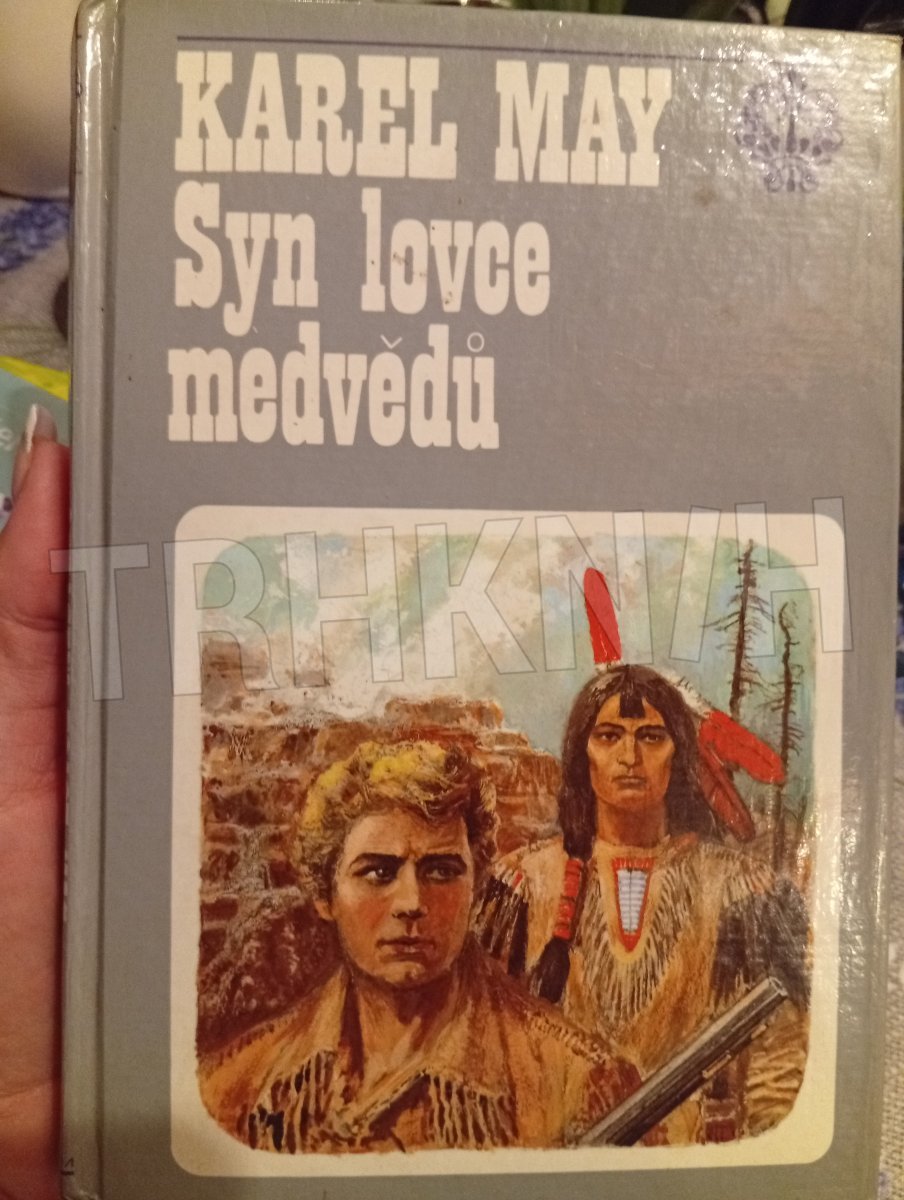 KAREL MAY
Syn lovce
medvědů
TRHKNIH